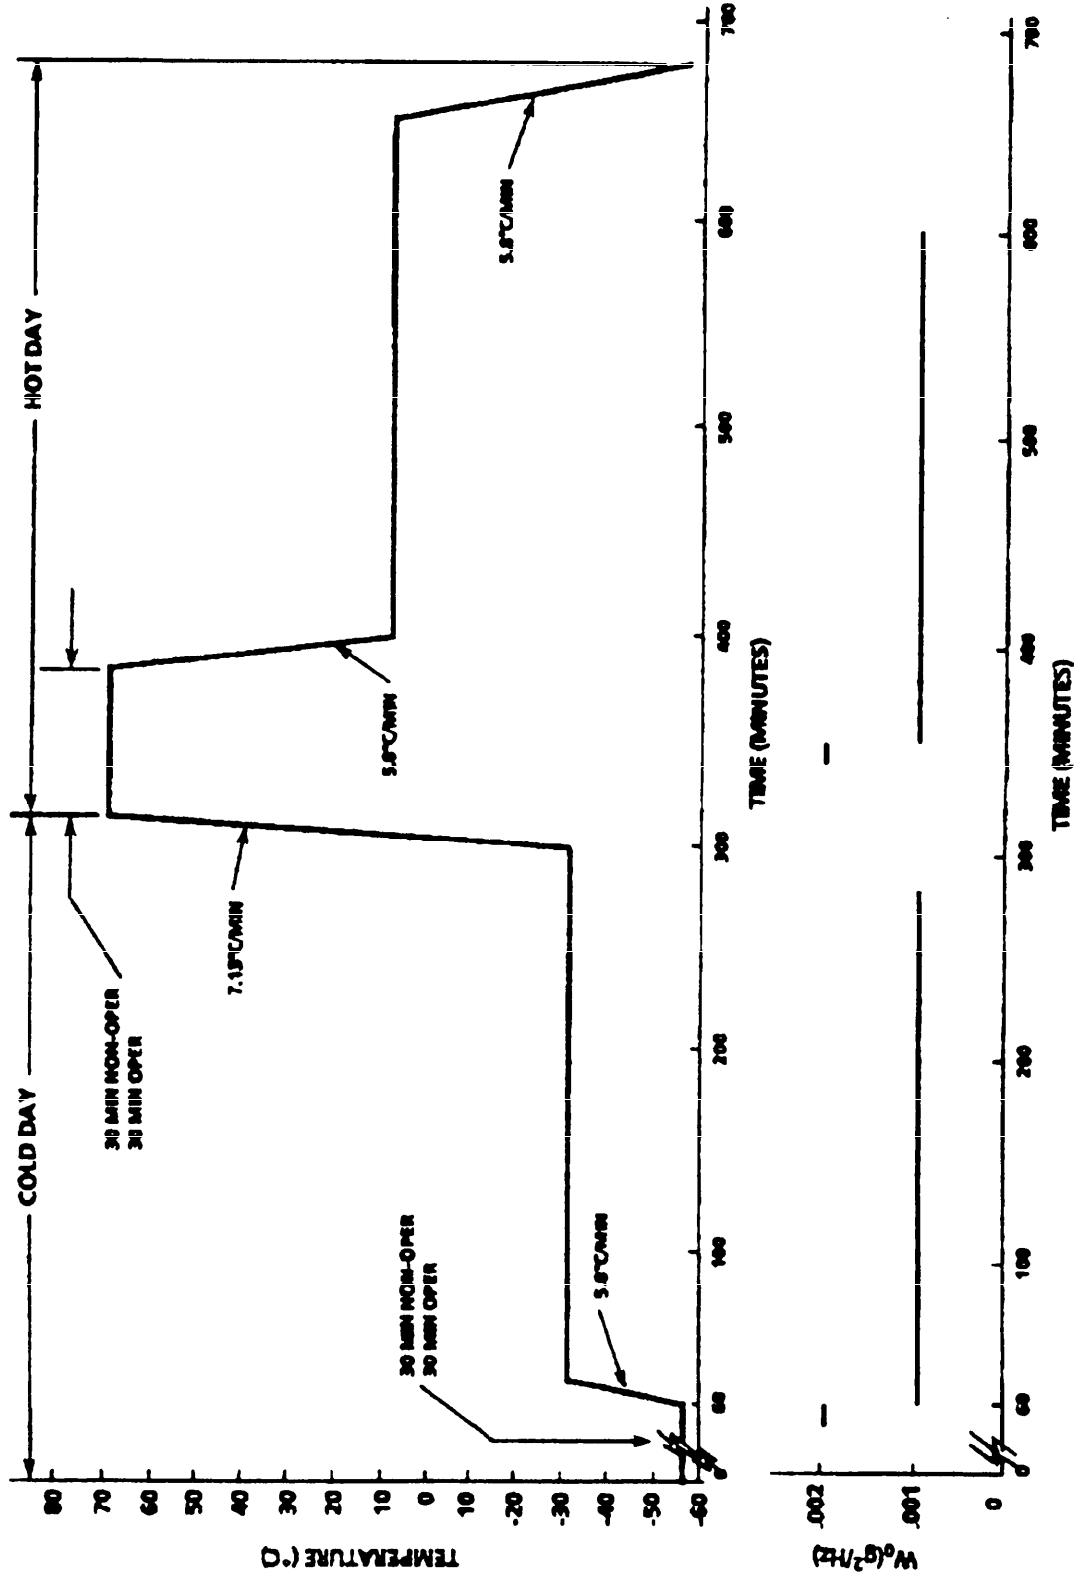 COLD DAY
HOT DAY
30 MIN NON-OPER
30 MIN OPER
7.13°C/MIN
5.8°C/MIN
5.8°C/MIN
30 MIN NON-OPER
30 MIN OPER
5.8°C/MIN
TEMPERATURE (°C)
80
70
60
50
40
30
20
10
0
10
-20
-30
-40
-50
-60
0
60
100
200
300
400
500
600
700
TIME (MINUTES)
W₀(g²/Hz)
.002
.001
0
0
60
100
200
300
400
500
600
700
TIME (MINUTES)